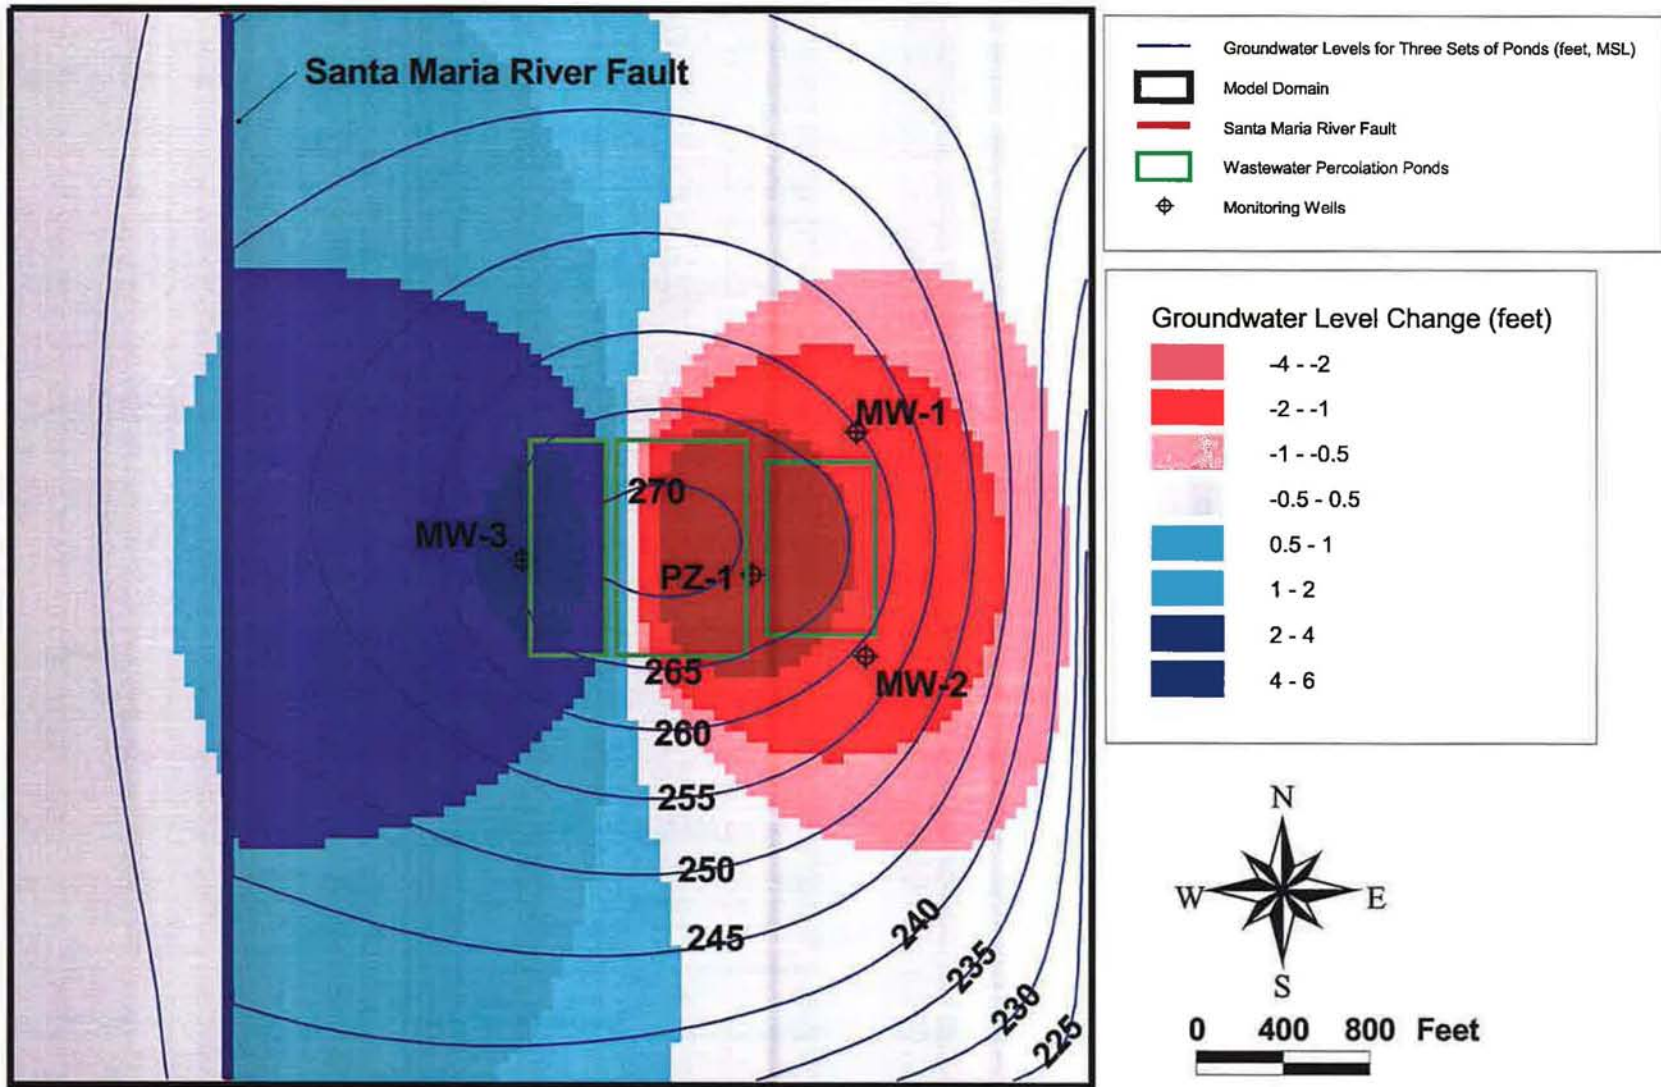 Santa Maria River Fault
MW-1
270
MW-3
PZ-1
265
MW-2
260
255
250
245
240
235
230
225
Groundwater Levels for Three Sets of Ponds (feet, MSL)
Model Domain
Santa Maria River Fault
Wastewater Percolation Ponds
Monitoring Wells
Groundwater Level Change (feet)
-4 - -2
-2 - -1
-1 - -0.5
-0.5 - 0.5
0.5 - 1
1 - 2
2 - 4
4 - 6
N
W
E
S
0 400 800 Feet